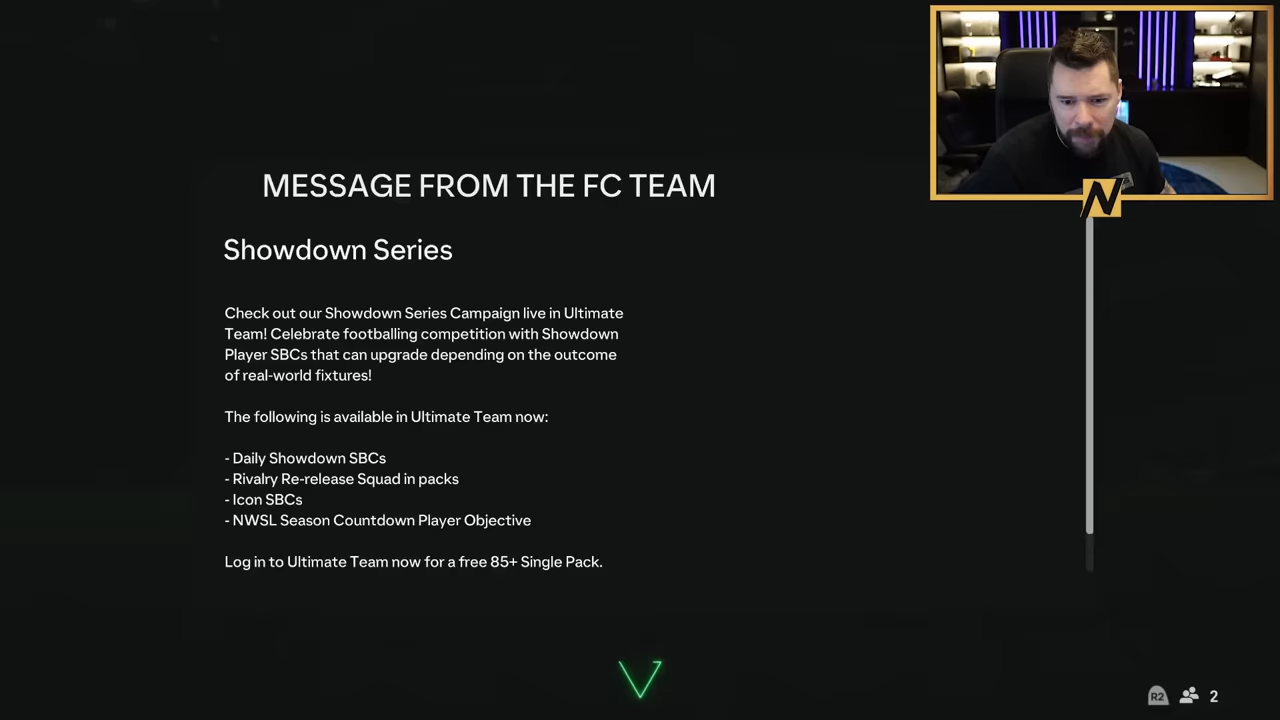 MESSAGE FROM THE FC TEAM
Showdown Series
Check out our Showdown Series Campaign live in Ultimate
Team! Celebrate footballing competition with Showdown
Player SBCs that can upgrade depending on the outcome
of real-world fixtures!
The following is available in Ultimate Team now:
- Daily Showdown SBCs
- Rivalry Re-release Squad in packs
- Icon SBCs
- NWSL Season Countdown Player Objective
Log in to Ultimate Team now for a free 85+ Single Pack.
N
R2 2